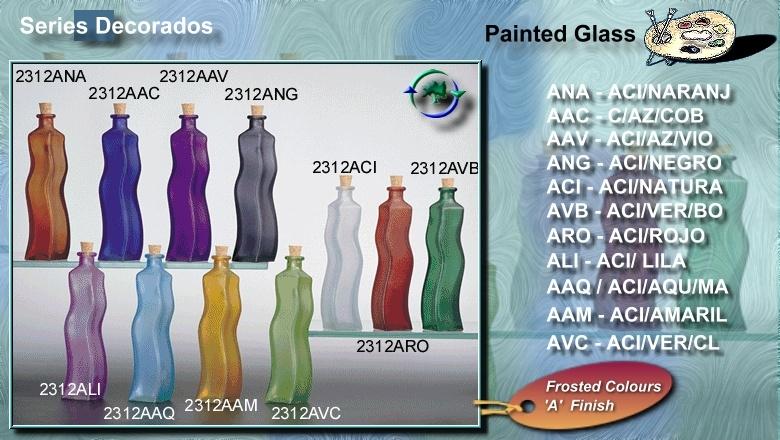 Series Decorados
Painted Glass
2312ANA
2312AAC
2312AAV
2312ANG
2312ACI
2312AVB
2312ARO
2312ALI
2312AAQ
2312AAM
2312AVC
ANA - ACI/NARANJ
AAC - C/AZ/COB
AAV - ACI/AZ/VIO
ANG - ACI/NEGRO
ACI - ACI/NATURA
AVB - ACI/VER/BO
ARO - ACI/ROJO
ALI - ACI/ LILA
AAQ / ACI/AQU/MA
AAM - ACI/AMARIL
AVC - ACI/VER/CL
Frosted Colours
'A' Finish